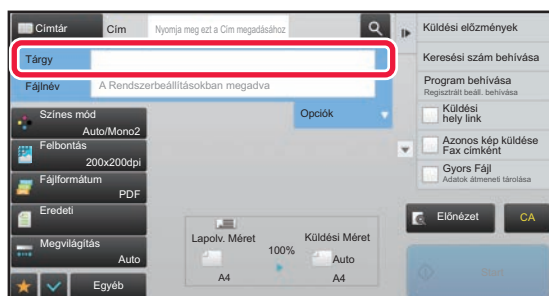 Címtár
Cím
Nyomja meg ezt a Cím megadásához
Tárgy
Fájlnév
A Rendszerbeállításokban megadva
Opciók
Színes mód
Auto/Mono2
Felbontás
200x200dpi
Fájlformátum
PDF
Eredeti
Megvilágítás
Auto
Egyéb
Lapolv. Méret
A4
100%
Küldési Méret
Auto
A4
Küldési előzmények
Keresési szám behívása
Program behívása
Regisztrált beáll. behívása
Küldési
hely link
Azonos kép küldése
Fax címként
Gyors Fájl
Adatok átmeneti tárolása
Előnézet
CA
Start